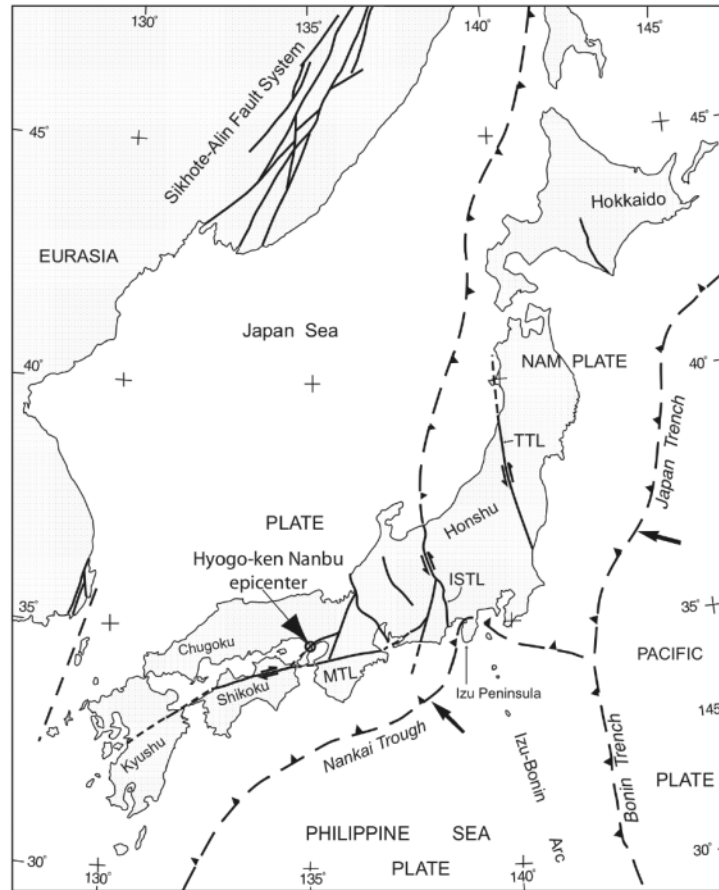 130°
135°
140°
145°
Sikhote-Alin Fault System
45°
45°
Hokkaido
EURASIA
Japan Sea
40°
40°
NAM PLATE
TTL
Japan Trench
PLATE
Honshu
Hyogo-ken Nanbu
epicenter
ISTL
35°
35°
Chugoku
PACIFIC
MTL
Shikoku
Izu Peninsula
145°
Kyushu
Nankai Trough
Izu-Bonin
Arc
Bonin Trench
PLATE
PHILIPPINE SEA
PLATE
30°
30°
130°
135°
140°